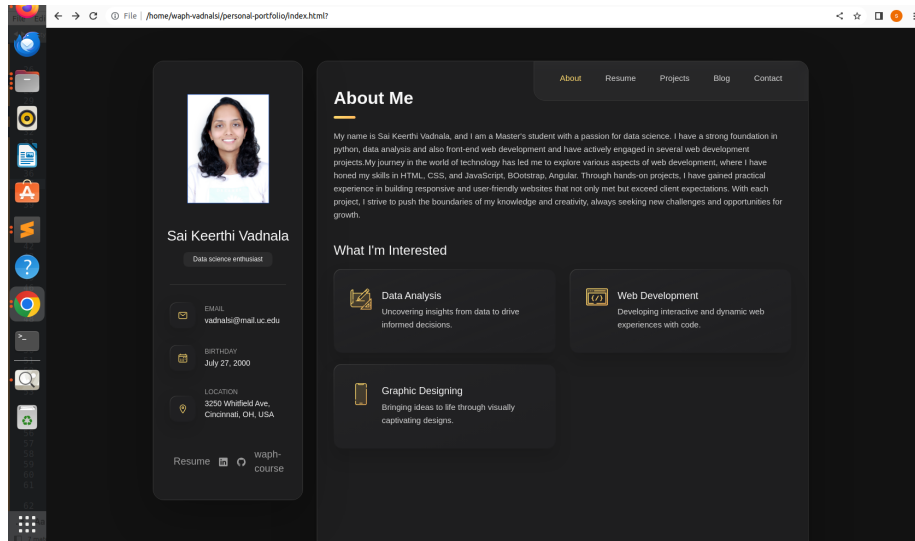 File | /home/waph-vadnalsi/personal-portfolio/index.html?
S
About Resume Projects Blog Contact
Sai Keerthi Vadnala
Data science enthusiast
EMAIL
vadnalsi@mail.uc.edu
BIRTHDAY
July 27, 2000
LOCATION
3250 Whitfield Ave,
Cincinnati, OH, USA
Resume
waph-
course
About Me
My name is Sai Keerthi Vadnala, and I am a Master's student with a passion for data science. I have a strong foundation in
python, data analysis and also front-end web development and have actively engaged in several web development
projects.My journey in the world of technology has led me to explore various aspects of web development, where I have
honed my skills in HTML, CSS, and JavaScript, BOotstrap, Angular. Through hands-on projects, I have gained practical
experience in building responsive and user-friendly websites that not only met but exceed client expectations. With each
project, I strive to push the boundaries of my knowledge and creativity, always seeking new challenges and opportunities for
growth.
What I'm Interested
Data Analysis
Uncovering insights from data to drive
informed decisions.
Web Development
Developing interactive and dynamic web
experiences with code.
Graphic Designing
Bringing ideas to life through visually
captivating designs.
57
58
59
60
61